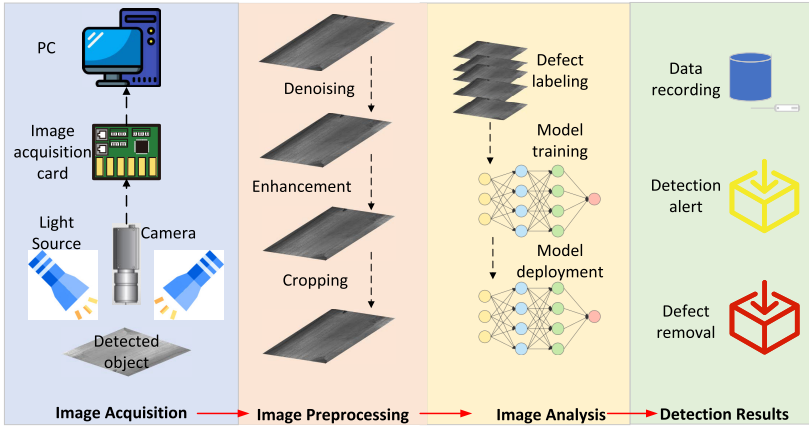 PC
Image
acquisition
card
Light
Source
Camera
Detected
object
Image Acquisition
Denoising
Enhancement
Cropping
Image Preprocessing
Defect
labeling
Model
training
Model
deployment
Image Analysis
Data
recording
Detection
alert
Defect
removal
Detection Results